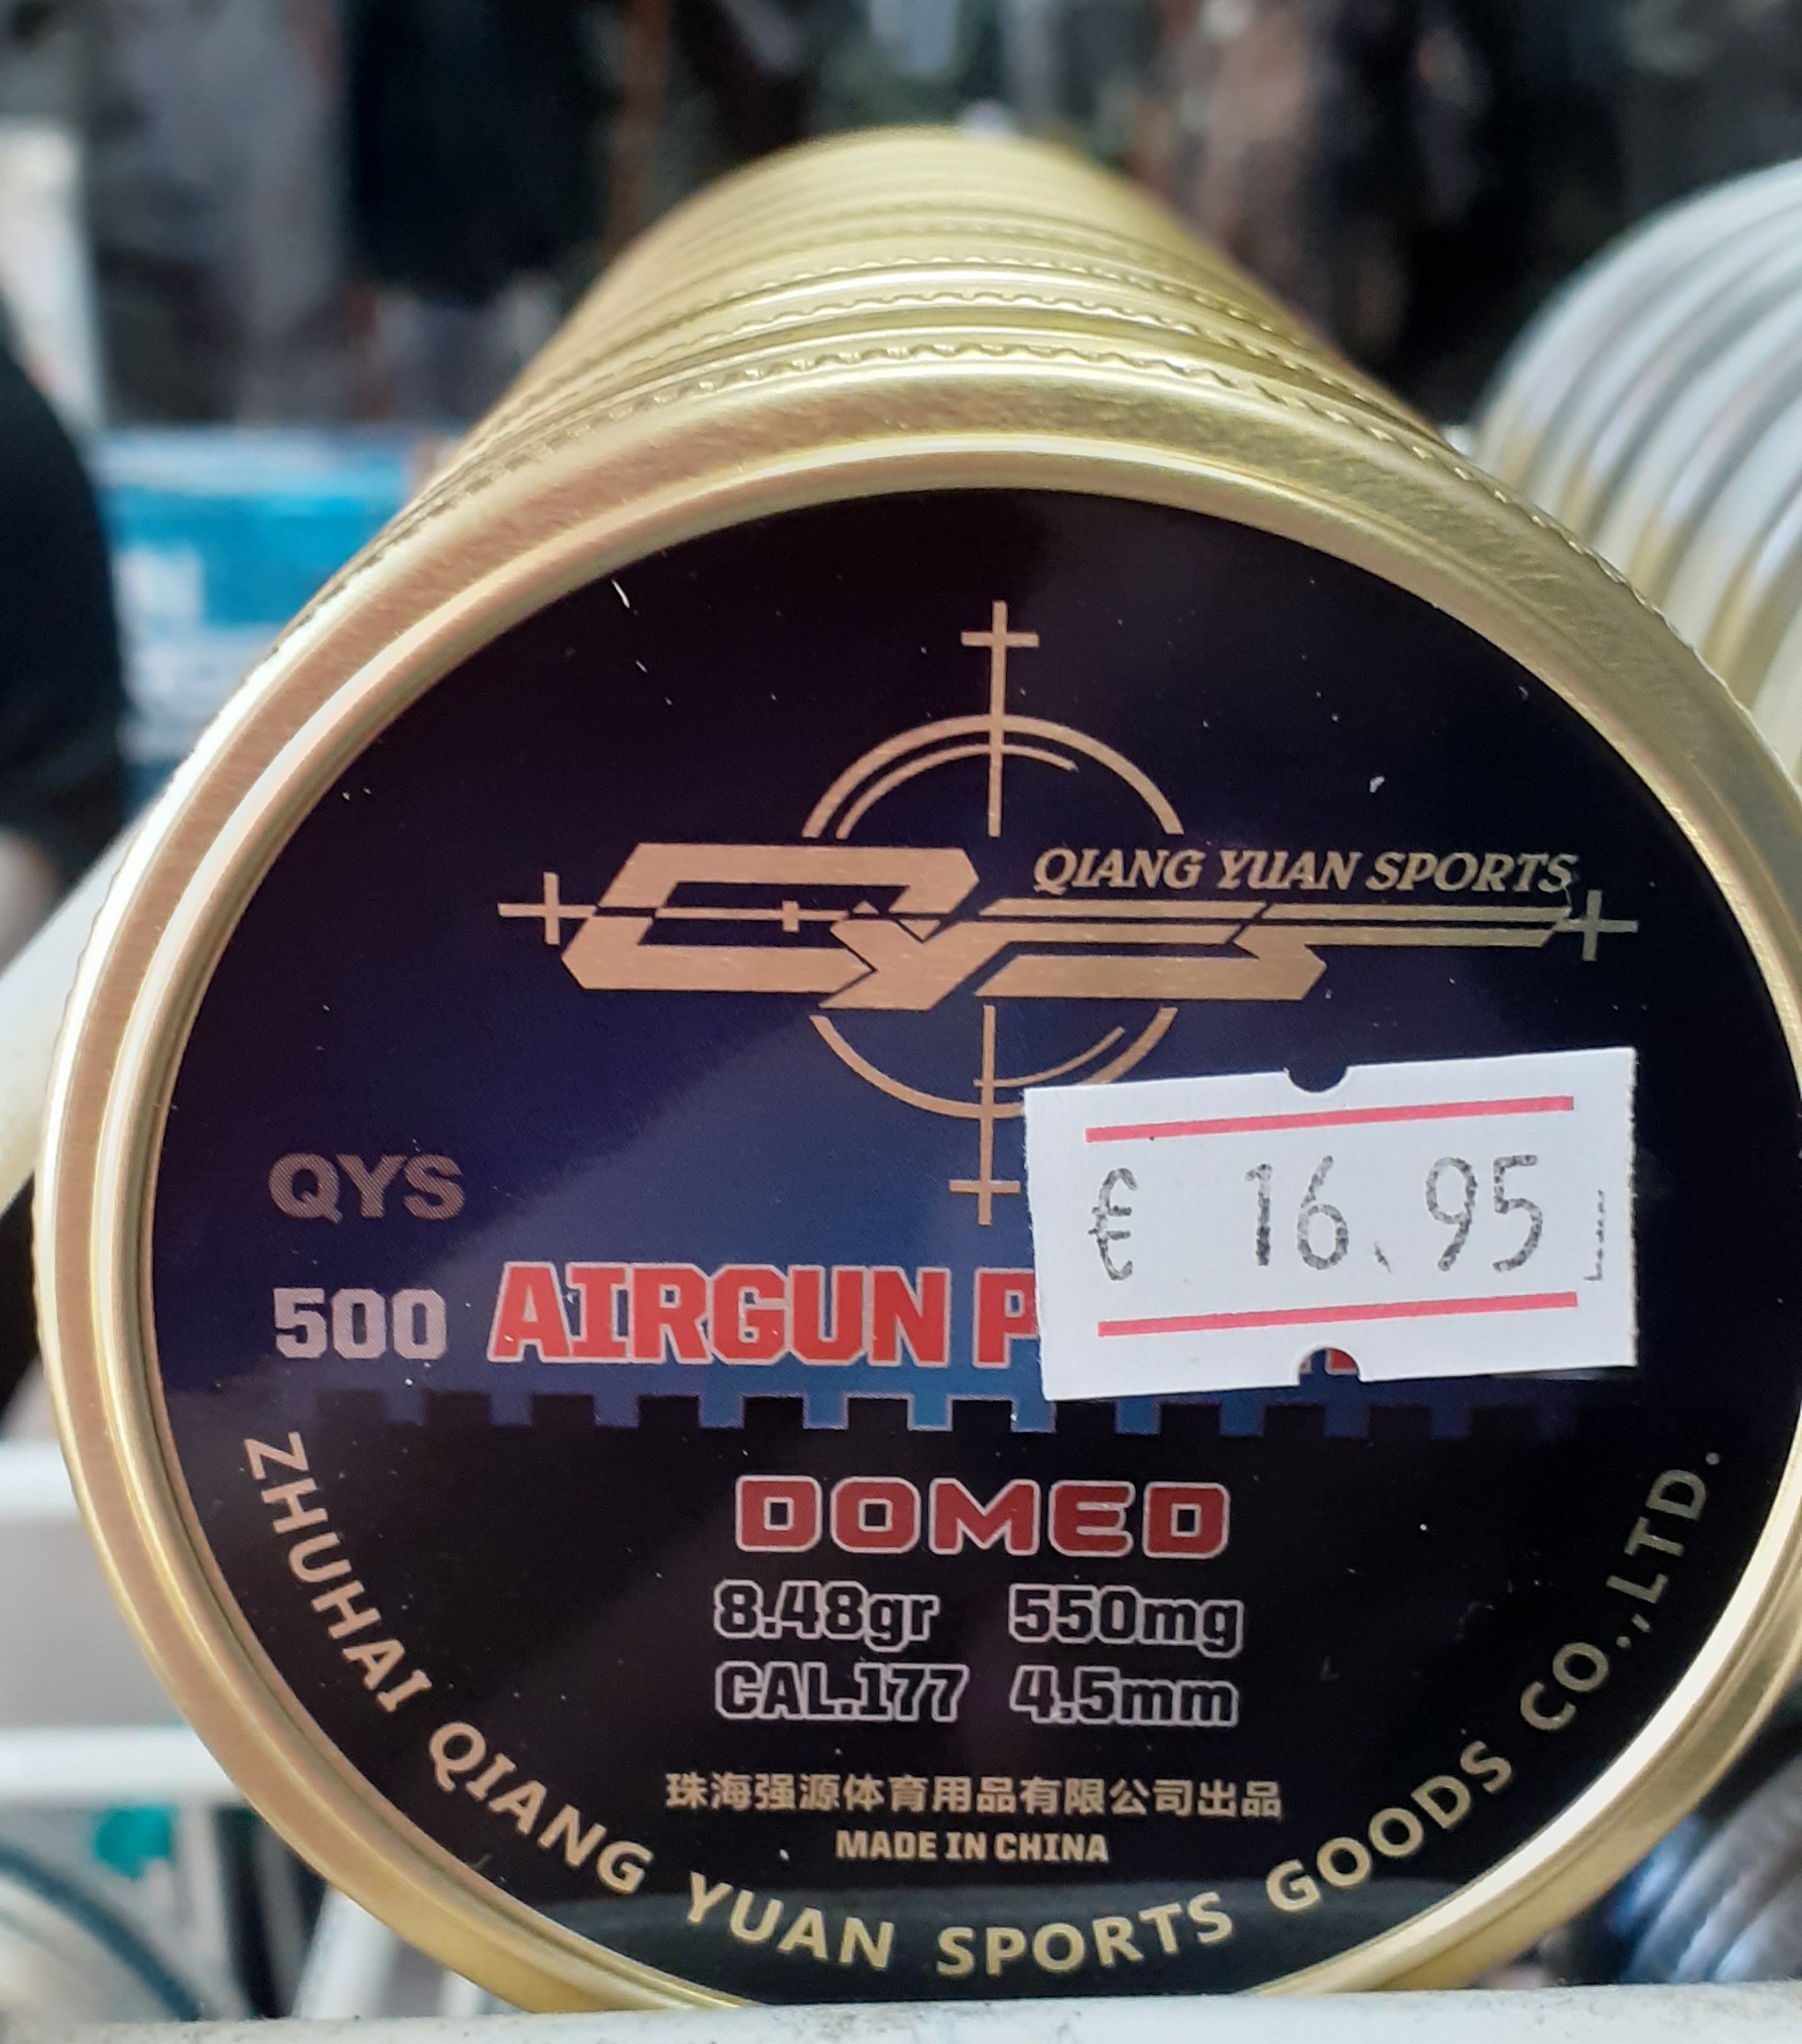 QIANG YUAN SPORTS
QYS
QYS
€ 16.95
500 AIRGUN
DOMED
8.48gr 550mg
CAL.177 4.5mm
珠海强源体育用品有限公司出品
MADE IN CHINA
ZHUHAI QIANG YUAN SPORTS GOODS CO.,LTD.